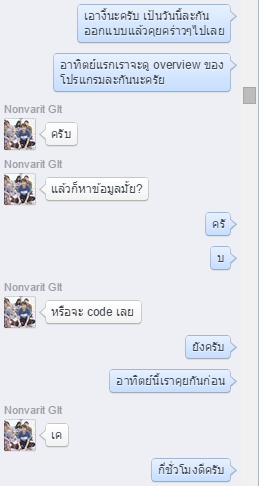 เอางี้นะครับ เป็นวันนี้ละกัน
ออกแบบแล้วคุยคร่าวๆไปเลย
อาทิตย์แรกเราจะดู overview ของ
โปรแกรมละกันนะครัย
Nonvarit Glt
ครับ
Nonvarit Glt
แล้วก็หาข้อมูลมั้ย?
ครั
บ
Nonvarit Glt
หรือจะ code เลย
ยังครับ
อาทิตย์นี้เราคุยกันก่อน
Nonvarit Glt
เค
กี่ชั่วโมงดีครับ